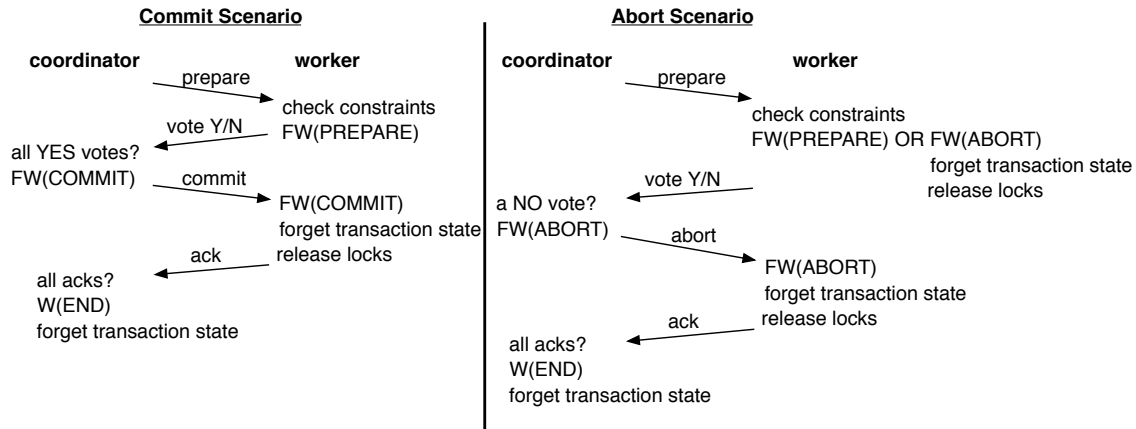 Commit Scenario
coordinator
worker
prepare
check constraints
FW(PREPARE)
vote Y/N
all YES votes?
FW(COMMIT)
commit
FW(COMMIT)
forget transaction state
release locks
ack
all acks?
W(END)
forget transaction state
Abort Scenario
coordinator
worker
prepare
check constraints
FW(PREPARE) OR FW(ABORT)
forget transaction state
release locks
vote Y/N
a NO vote?
FW(ABORT)
abort
FW(ABORT)
forget transaction state
release locks
ack
all acks?
W(END)
forget transaction state